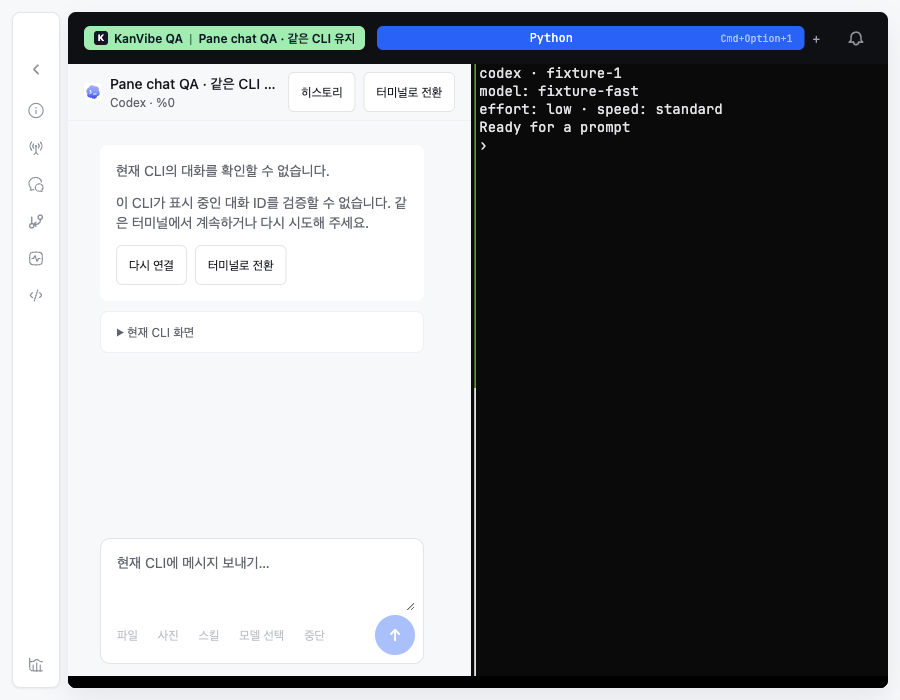 K KanVibe QA | Pane chat QA · 같은 CLI 유지
Python
Cmd+Option+1
+
Pane chat QA · 같은 CLI ...
Codex · %0
히스토리
터미널로 전환
현재 CLI의 대화를 확인할 수 없습니다.
이 CLI가 표시 중인 대화 ID를 검증할 수 없습니다. 같
은 터미널에서 계속하거나 다시 시도해 주세요.
다시 연결
터미널로 전환
▶ 현재 CLI 화면
현재 CLI에 메시지 보내기...
파일
사진
스킬
모델 선택
중단
codex · fixture-1
model: fixture-fast
effort: low · speed: standard
Ready for a prompt
›